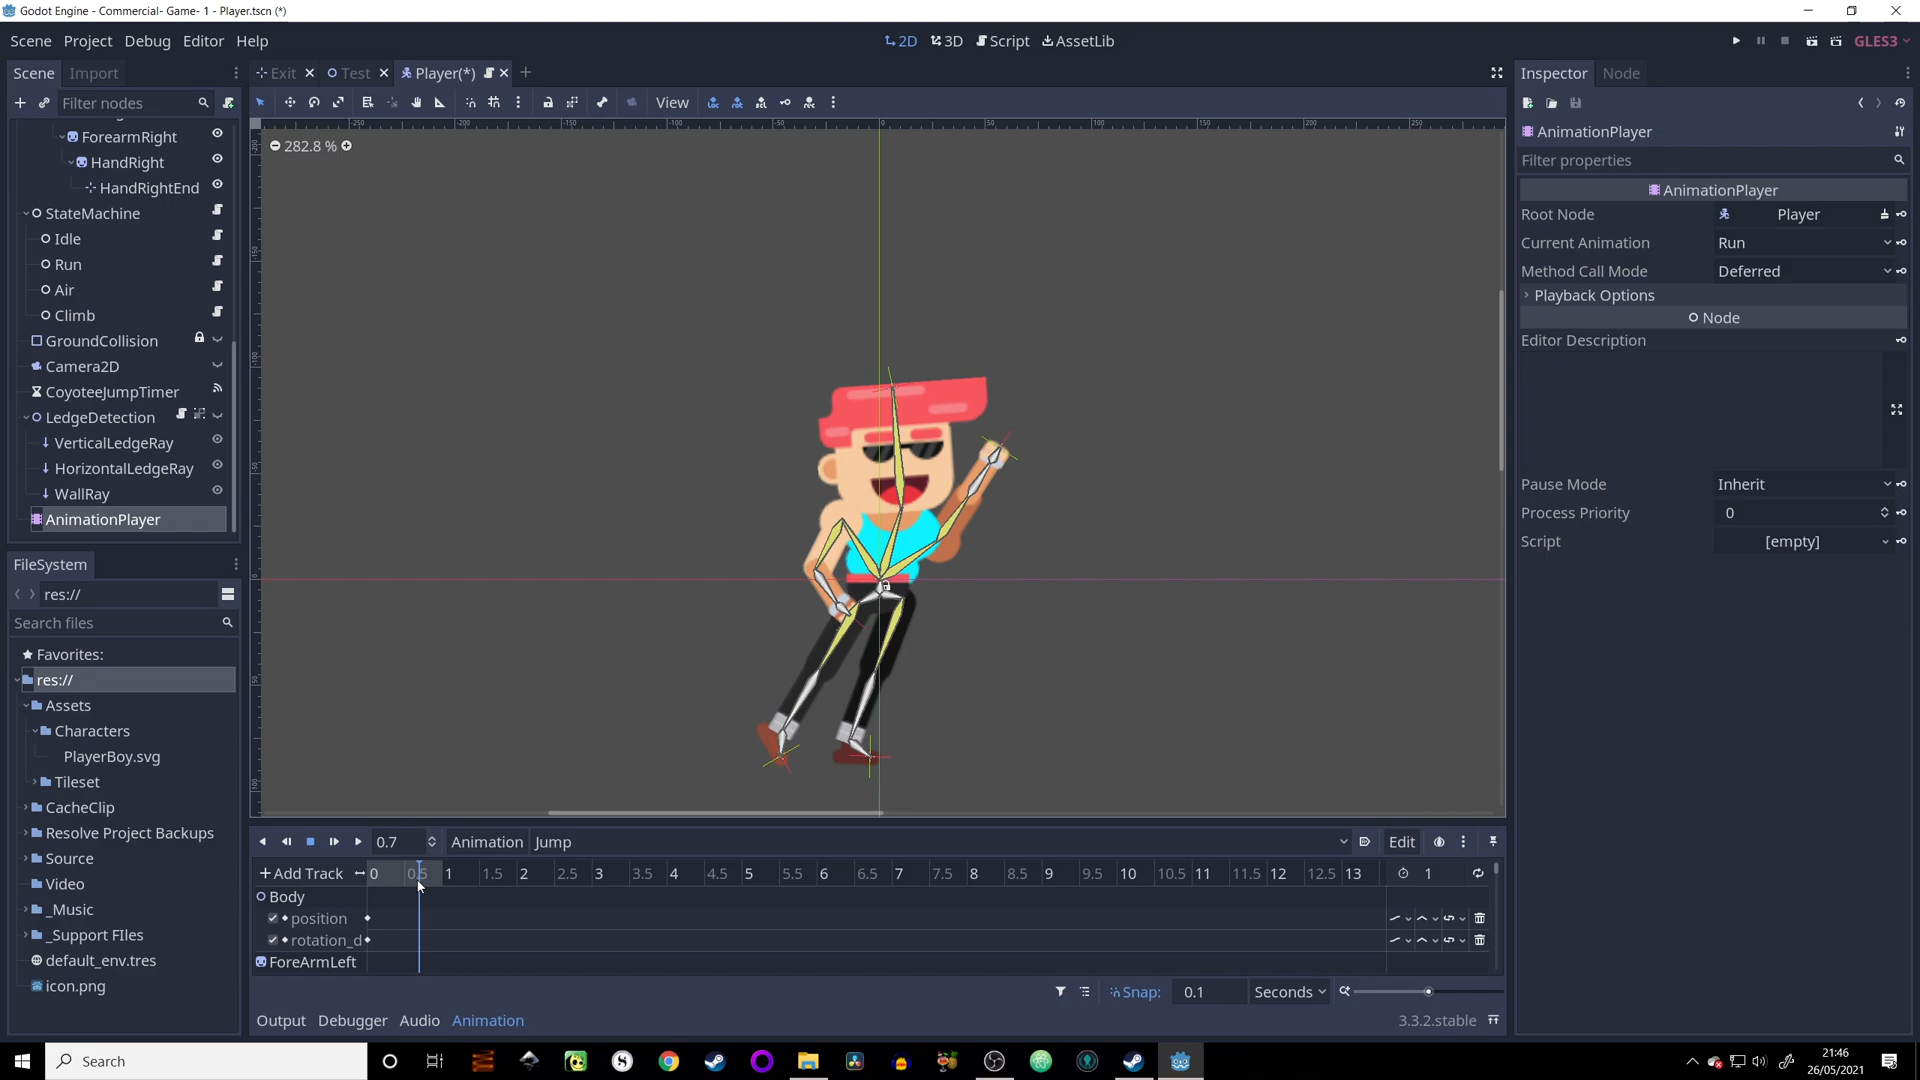 Godot Engine - Commercial- Game- 1 - Player.tscn (*)
Scene Project Debug Editor Help
2D 3D Script AssetLib
GLES3
Scene Import
Exit Test Player(*)
Inspector Node
Filter nodes
View
AnimationPlayer
Filter properties
282.8 %
ForearmRight
HandRight
HandRightEnd
StateMachine
Idle
Run
Air
Climb
GroundCollision
Camera2D
CoyoteeJumpTimer
LedgeDetection
VerticalLedgeRay
HorizontalLedgeRay
WallRay
AnimationPlayer
AnimationPlayer
Root Node Player
Current Animation Run
Method Call Mode Deferred
Playback Options
Node
Editor Description
Pause Mode Inherit
Process Priority 0
Script [empty]
FileSystem
res://
Search files
Favorites:
res://
Assets
Characters
PlayerBoy.svg
Tileset
CacheClip
Resolve Project Backups
Source
Video
_Music
_Support FIles
default_env.tres
icon.png
0.7 Animation Jump Edit
Add Track 0 0.5 1 1.5 2 2.5 3 3.5 4 4.5 5 5.5 6 6.5 7 7.5 8 8.5 9 9.5 10 10.5 11 11.5 12 12.5 13 1
Body
position
rotation_d
ForeArmLeft
Snap: 0.1 Seconds
Output Debugger Audio Animation
3.3.2.stable
Search
21:46
26/05/2021